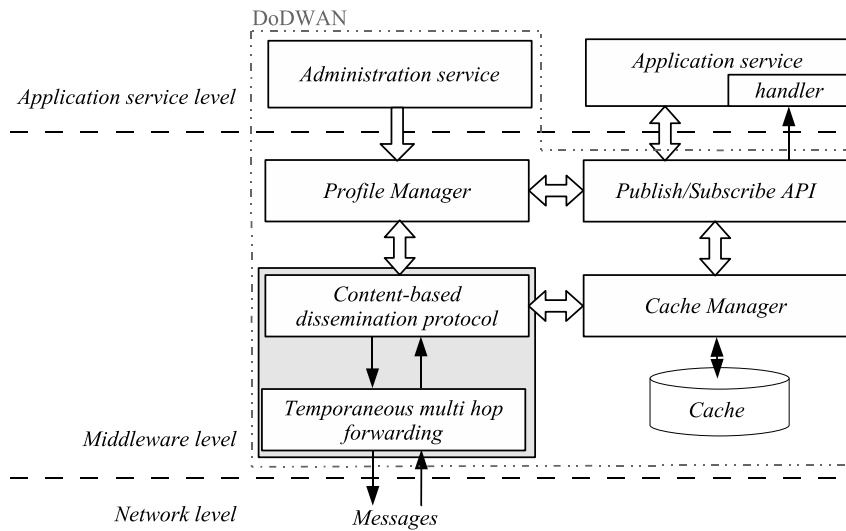 DoDWAN
Administration service
Application service
handler
Application service level
Profile Manager
Publish/Subscribe API
Content-based
dissemination protocol
Cache Manager
Temporaneous multi hop
forwarding
Cache
Middleware level
Network level
Messages